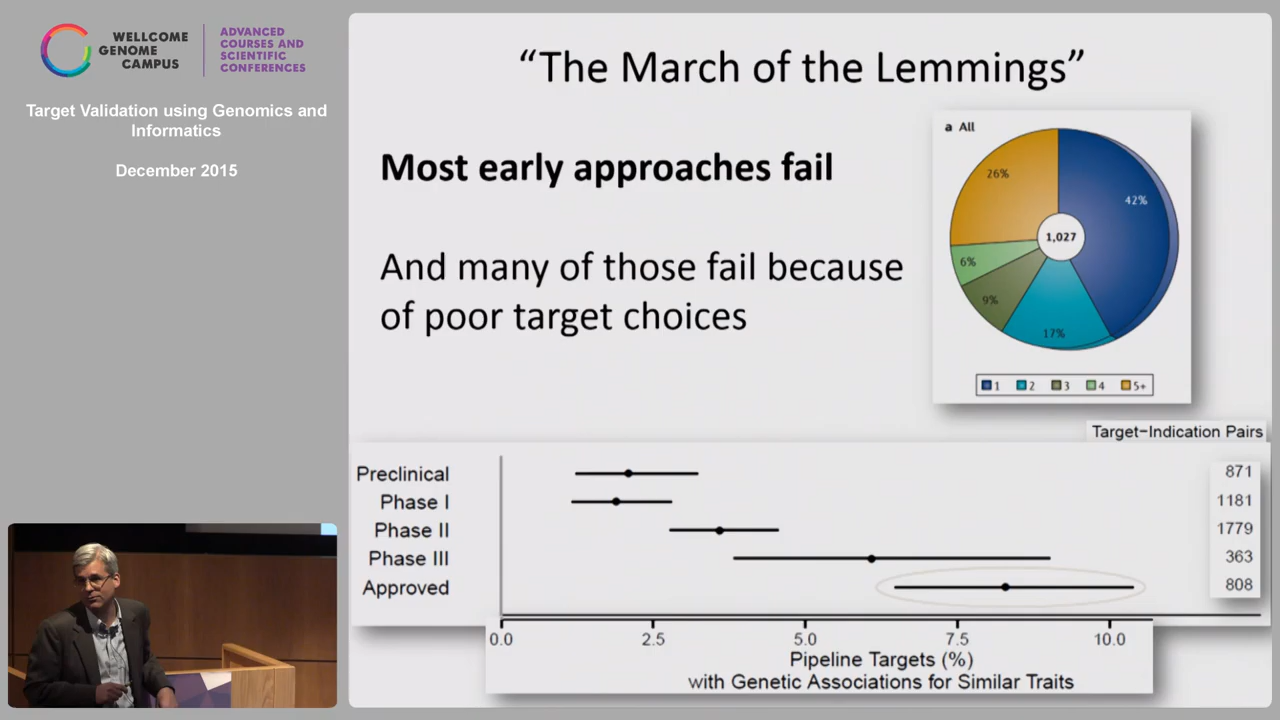 WELLCOME
GENOME
CAMPUS
ADVANCED
COURSES AND
SCIENTIFIC
CONFERENCES
Target Validation using Genomics and
Informatics
December 2015
“The March of the Lemmings”
Most early approaches fail
And many of those fail because
of poor target choices
a All
26%
42%
1,027
6%
9%
17%
1 2 3 4 5+
Target−Indication Pairs
Preclinical 871
Phase I 1181
Phase II 1779
Phase III 363
Approved 808
0.0 2.5 5.0 7.5 10.0
Pipeline Targets (%)
with Genetic Associations for Similar Traits